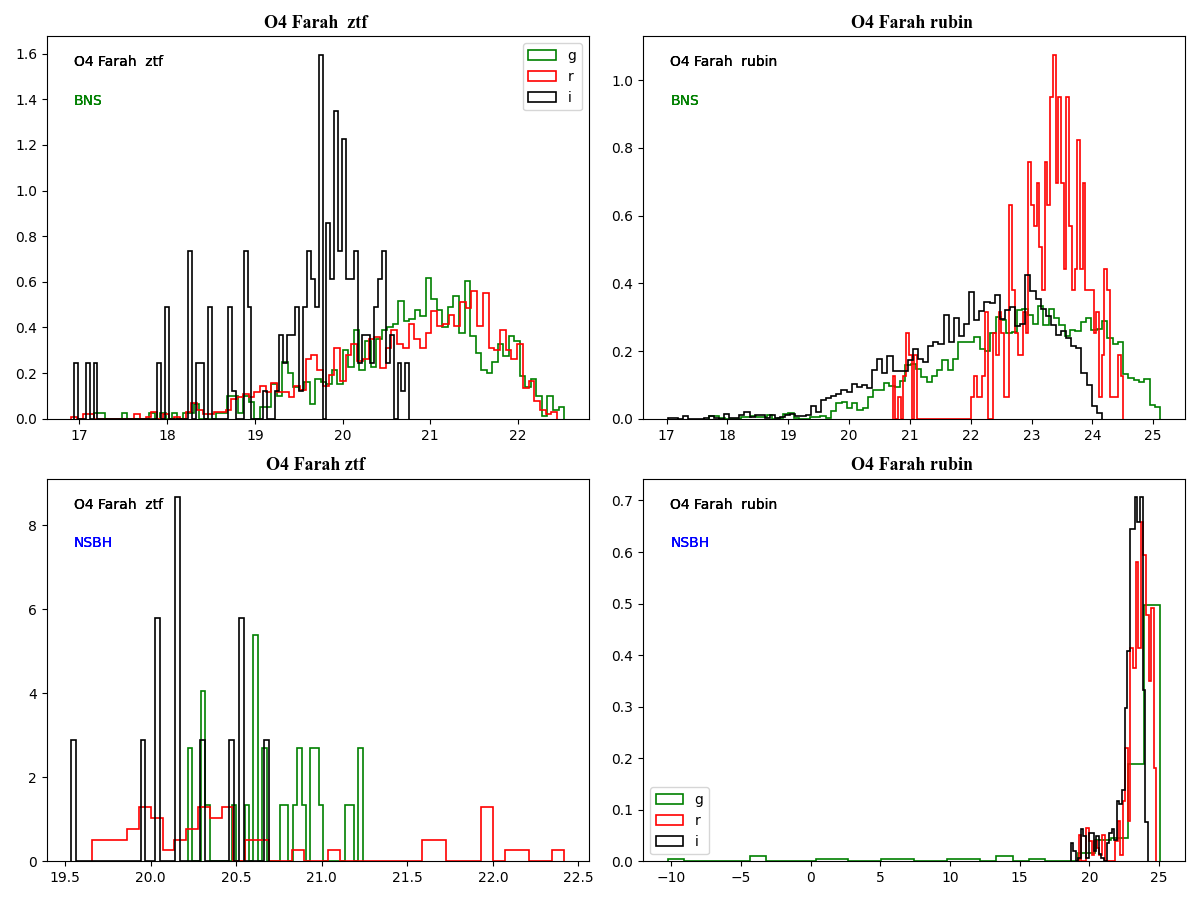 O4 Farah  ztf
O4 Farah  ztf
BNS
g
r
i
1.6
1.4
1.2
1.0
0.8
0.6
0.4
0.2
0.0
17 18 19 20 21 22
O4 Farah rubin
O4 Farah  rubin
BNS
1.0
0.8
0.6
0.4
0.2
0.0
17 18 19 20 21 22 23 24 25
O4 Farah ztf
O4 Farah  ztf
NSBH
8
6
4
2
0
19.5 20.0 20.5 21.0 21.5 22.0 22.5
O4 Farah rubin
O4 Farah  rubin
NSBH
0.7
0.6
0.5
0.4
0.3
0.2
0.1
0.0
g
r
i
−10 −5 0 5 10 15 20 25